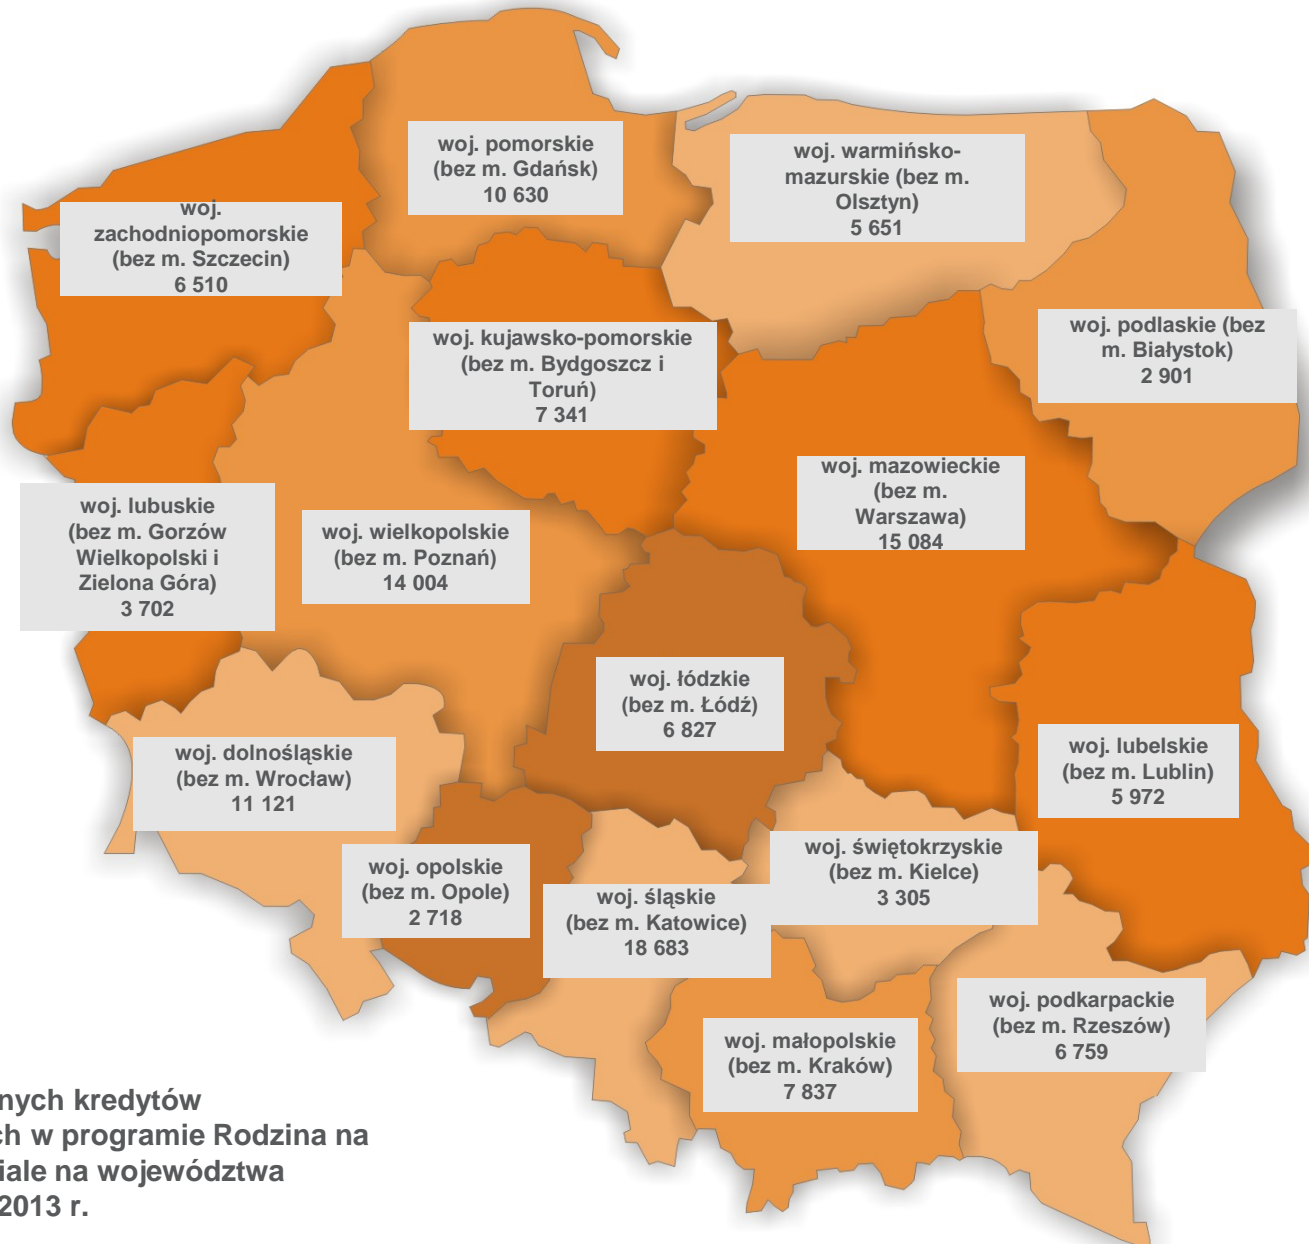 woj. pomorskie
(bez m. Gdańsk)
10 630
woj. warmińsko-
mazurskie (bez m.
Olsztyn)
5 651
woj.
zachodniopomorskie
(bez m. Szczecin)
6 510
woj. kujawsko-pomorskie
(bez m. Bydgoszcz i
Toruń)
7 341
woj. podlaskie (bez
m. Białystok)
2 901
woj. mazowieckie
(bez m.
Warszawa)
15 084
woj. lubuskie
(bez m. Gorzów
Wielkopolski i
Zielona Góra)
3 702
woj. wielkopolskie
(bez m. Poznań)
14 004
woj. łódzkie
(bez m. Łódź)
6 827
woj. dolnośląskie
(bez m. Wrocław)
11 121
woj. lubelskie
(bez m. Lublin)
5 972
woj. opolskie
(bez m. Opole)
2 718
woj. śląskie
(bez m. Katowice)
18 683
woj. świętokrzyskie
(bez m. Kielce)
3 305
woj. małopolskie
(bez m. Kraków)
7 837
woj. podkarpackie
(bez m. Rzeszów)
6 759
nych kredytów
ch w programie Rodzina na
iale na województwa
2013 r.